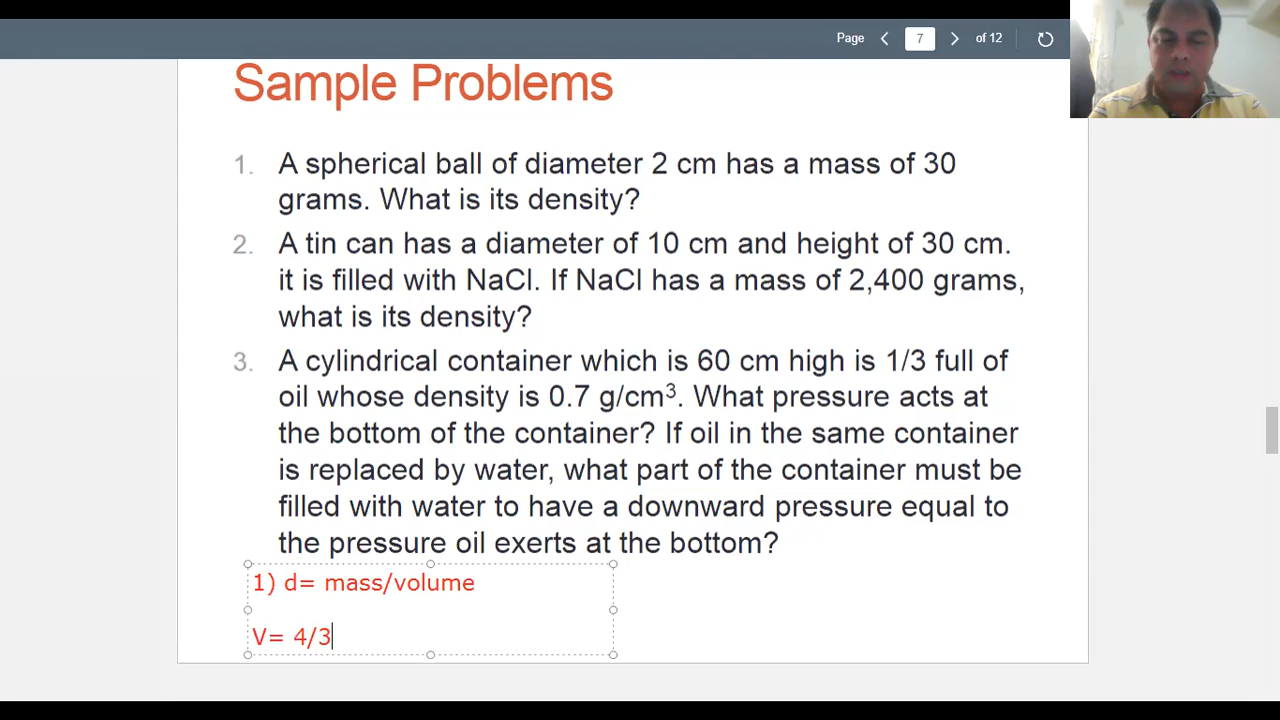 Page 7 of 12
Sample Problems
1. A spherical ball of diameter 2 cm has a mass of 30
grams. What is its density?
2. A tin can has a diameter of 10 cm and height of 30 cm.
it is filled with NaCl. If NaCl has a mass of 2,400 grams,
what is its density?
3. A cylindrical container which is 60 cm high is 1/3 full of
oil whose density is 0.7 g/cm³. What pressure acts at
the bottom of the container? If oil in the same container
is replaced by water, what part of the container must be
filled with water to have a downward pressure equal to
the pressure oil exerts at the bottom?
1) d= mass/volume
V= 4/3